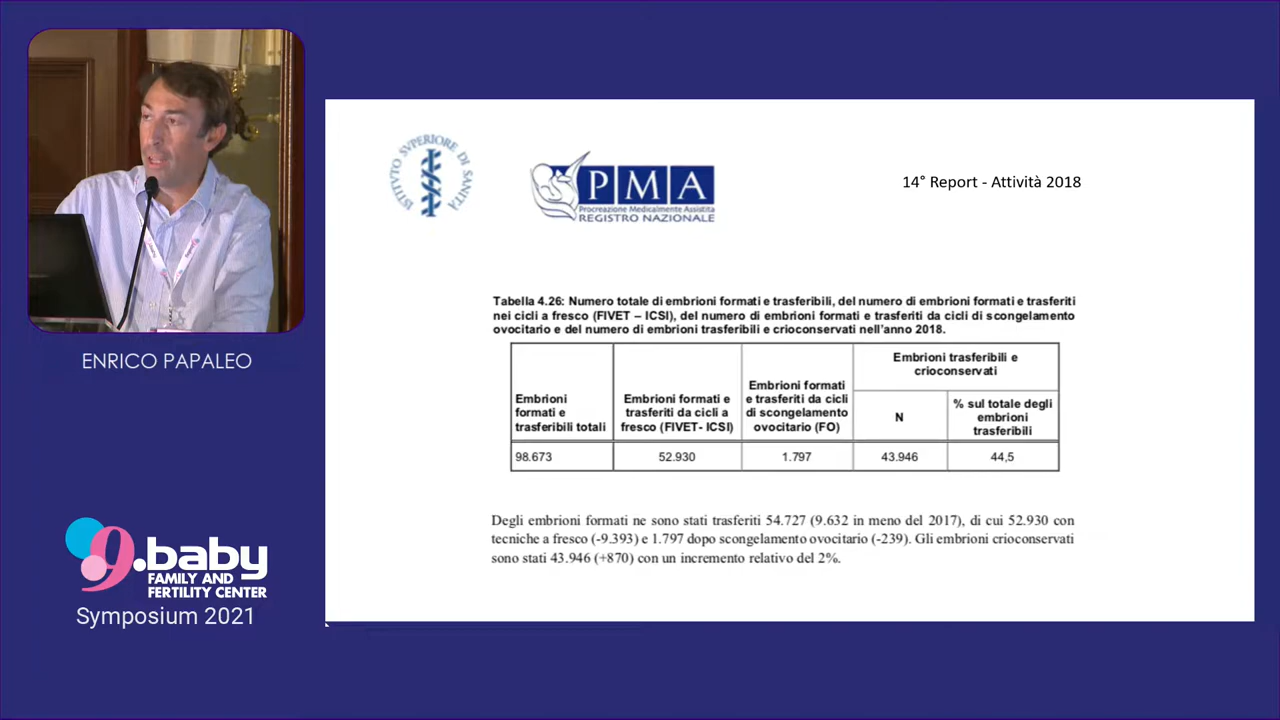 ENRICO PAPALEO
9.baby
FAMILY AND
FERTILITY CENTER
Symposium 2021
ISTITUTO SVPERIORE DI SANITÀ
PMA
Procreazione Medicalmente Assistita
REGISTRO NAZIONALE
14° Report - Attività 2018
Tabella 4.26: Numero totale di embrioni formati e trasferibili, del numero di embrioni formati e trasferiti
nei cicli a fresco (FIVET – ICSI), del numero di embrioni formati e trasferiti da cicli di scongelamento
ovocitario e del numero di embrioni trasferibili e crioconservati nell'anno 2018.
Embrioni
formati e
trasferibili totali
Embrioni formati e
trasferiti da cicli a
fresco (FIVET- ICSI)
Embrioni formati
e trasferiti da cicli
di scongelamento
ovocitario (FO)
Embrioni trasferibili e
crioconservati
N
% sul totale degli
embrioni
trasferibili
98.673
52.930
1.797
43.946
44,5
Degli embrioni formati ne sono stati trasferiti 54.727 (9.632 in meno del 2017), di cui 52.930 con
tecniche a fresco (-9.393) e 1.797 dopo scongelamento ovocitario (-239). Gli embrioni crioconservati
sono stati 43.946 (+870) con un incremento relativo del 2%.